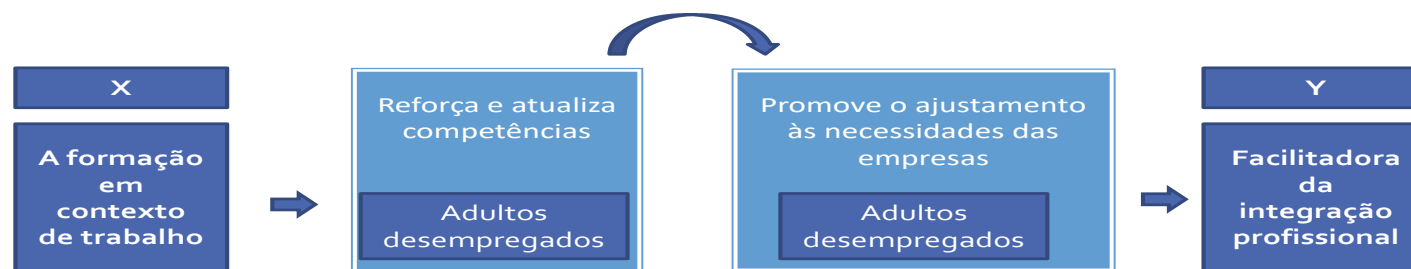 X
A formação
em
contexto
de trabalho
Reforça e atualiza
competências
Adultos
desempregados
Promove o ajustamento
às necessidades das
empresas
Adultos
desempregados
Y
Facilitadora
da
integração
profissional